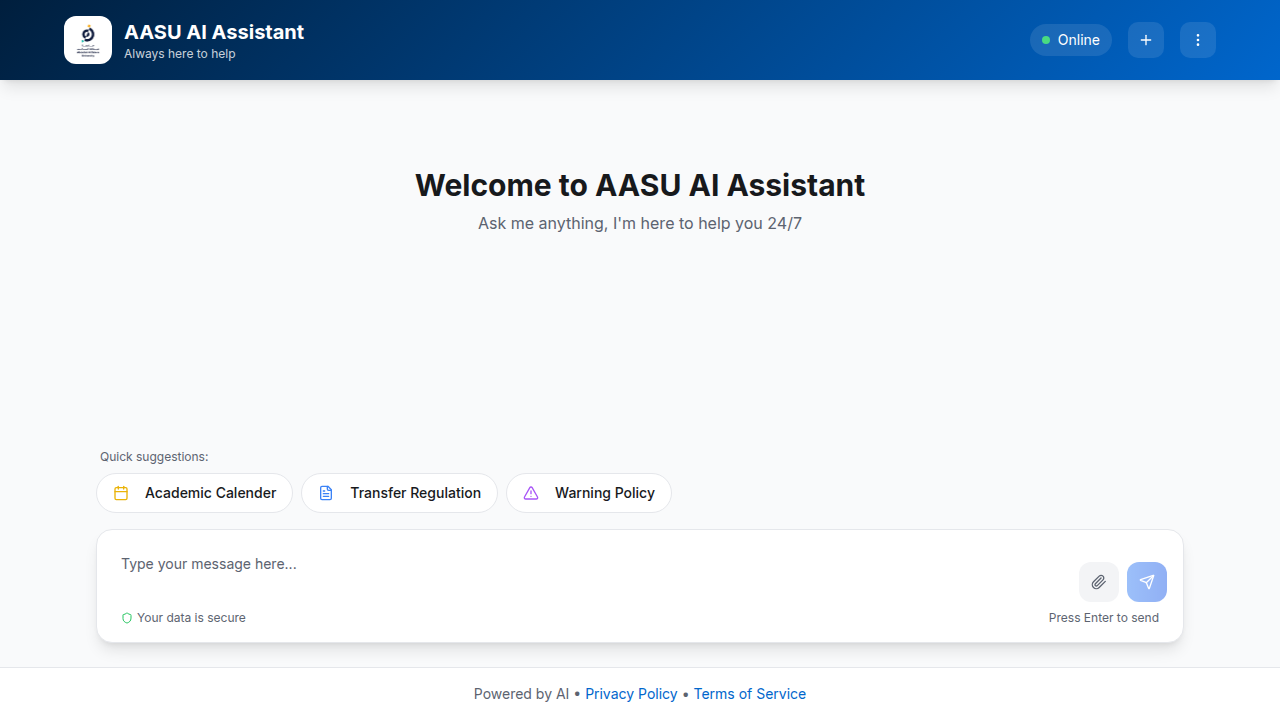 AASU AI Assistant
Always here to help
Online
Welcome to AASU AI Assistant
Ask me anything, I'm here to help you 24/7
Quick suggestions:
Academic Calender
Transfer Regulation
Warning Policy
Type your message here...
Your data is secure
Press Enter to send
Powered by AI • Privacy Policy • Terms of Service